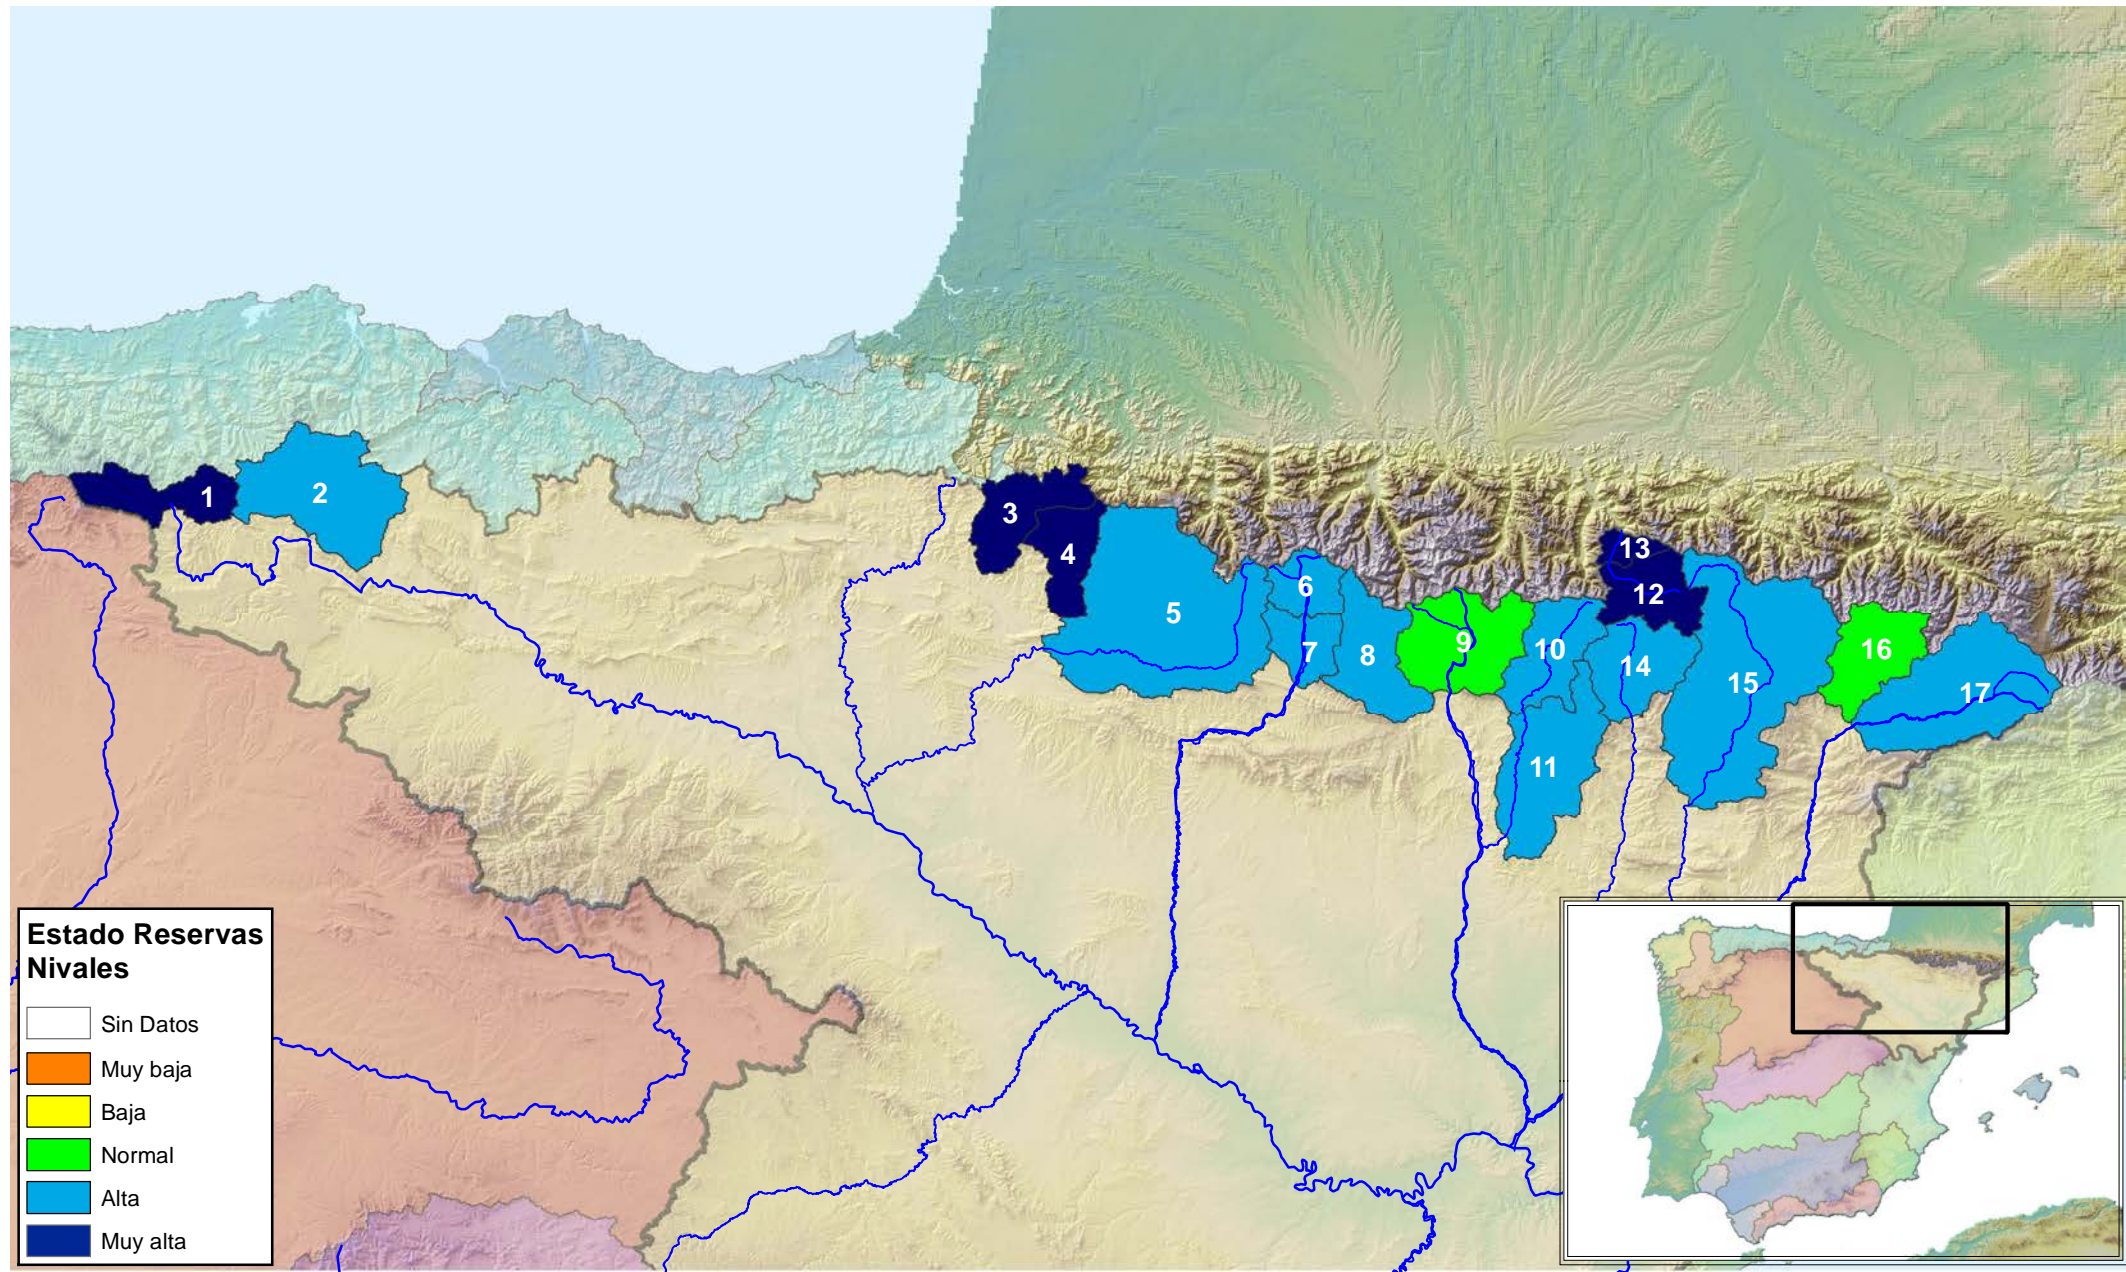 1
2
3
4
5
6
7
8
9
10
11
12
13
14
15
16
17
Estado Reservas
Nivales
Sin Datos
Muy baja
Baja
Normal
Alta
Muy alta